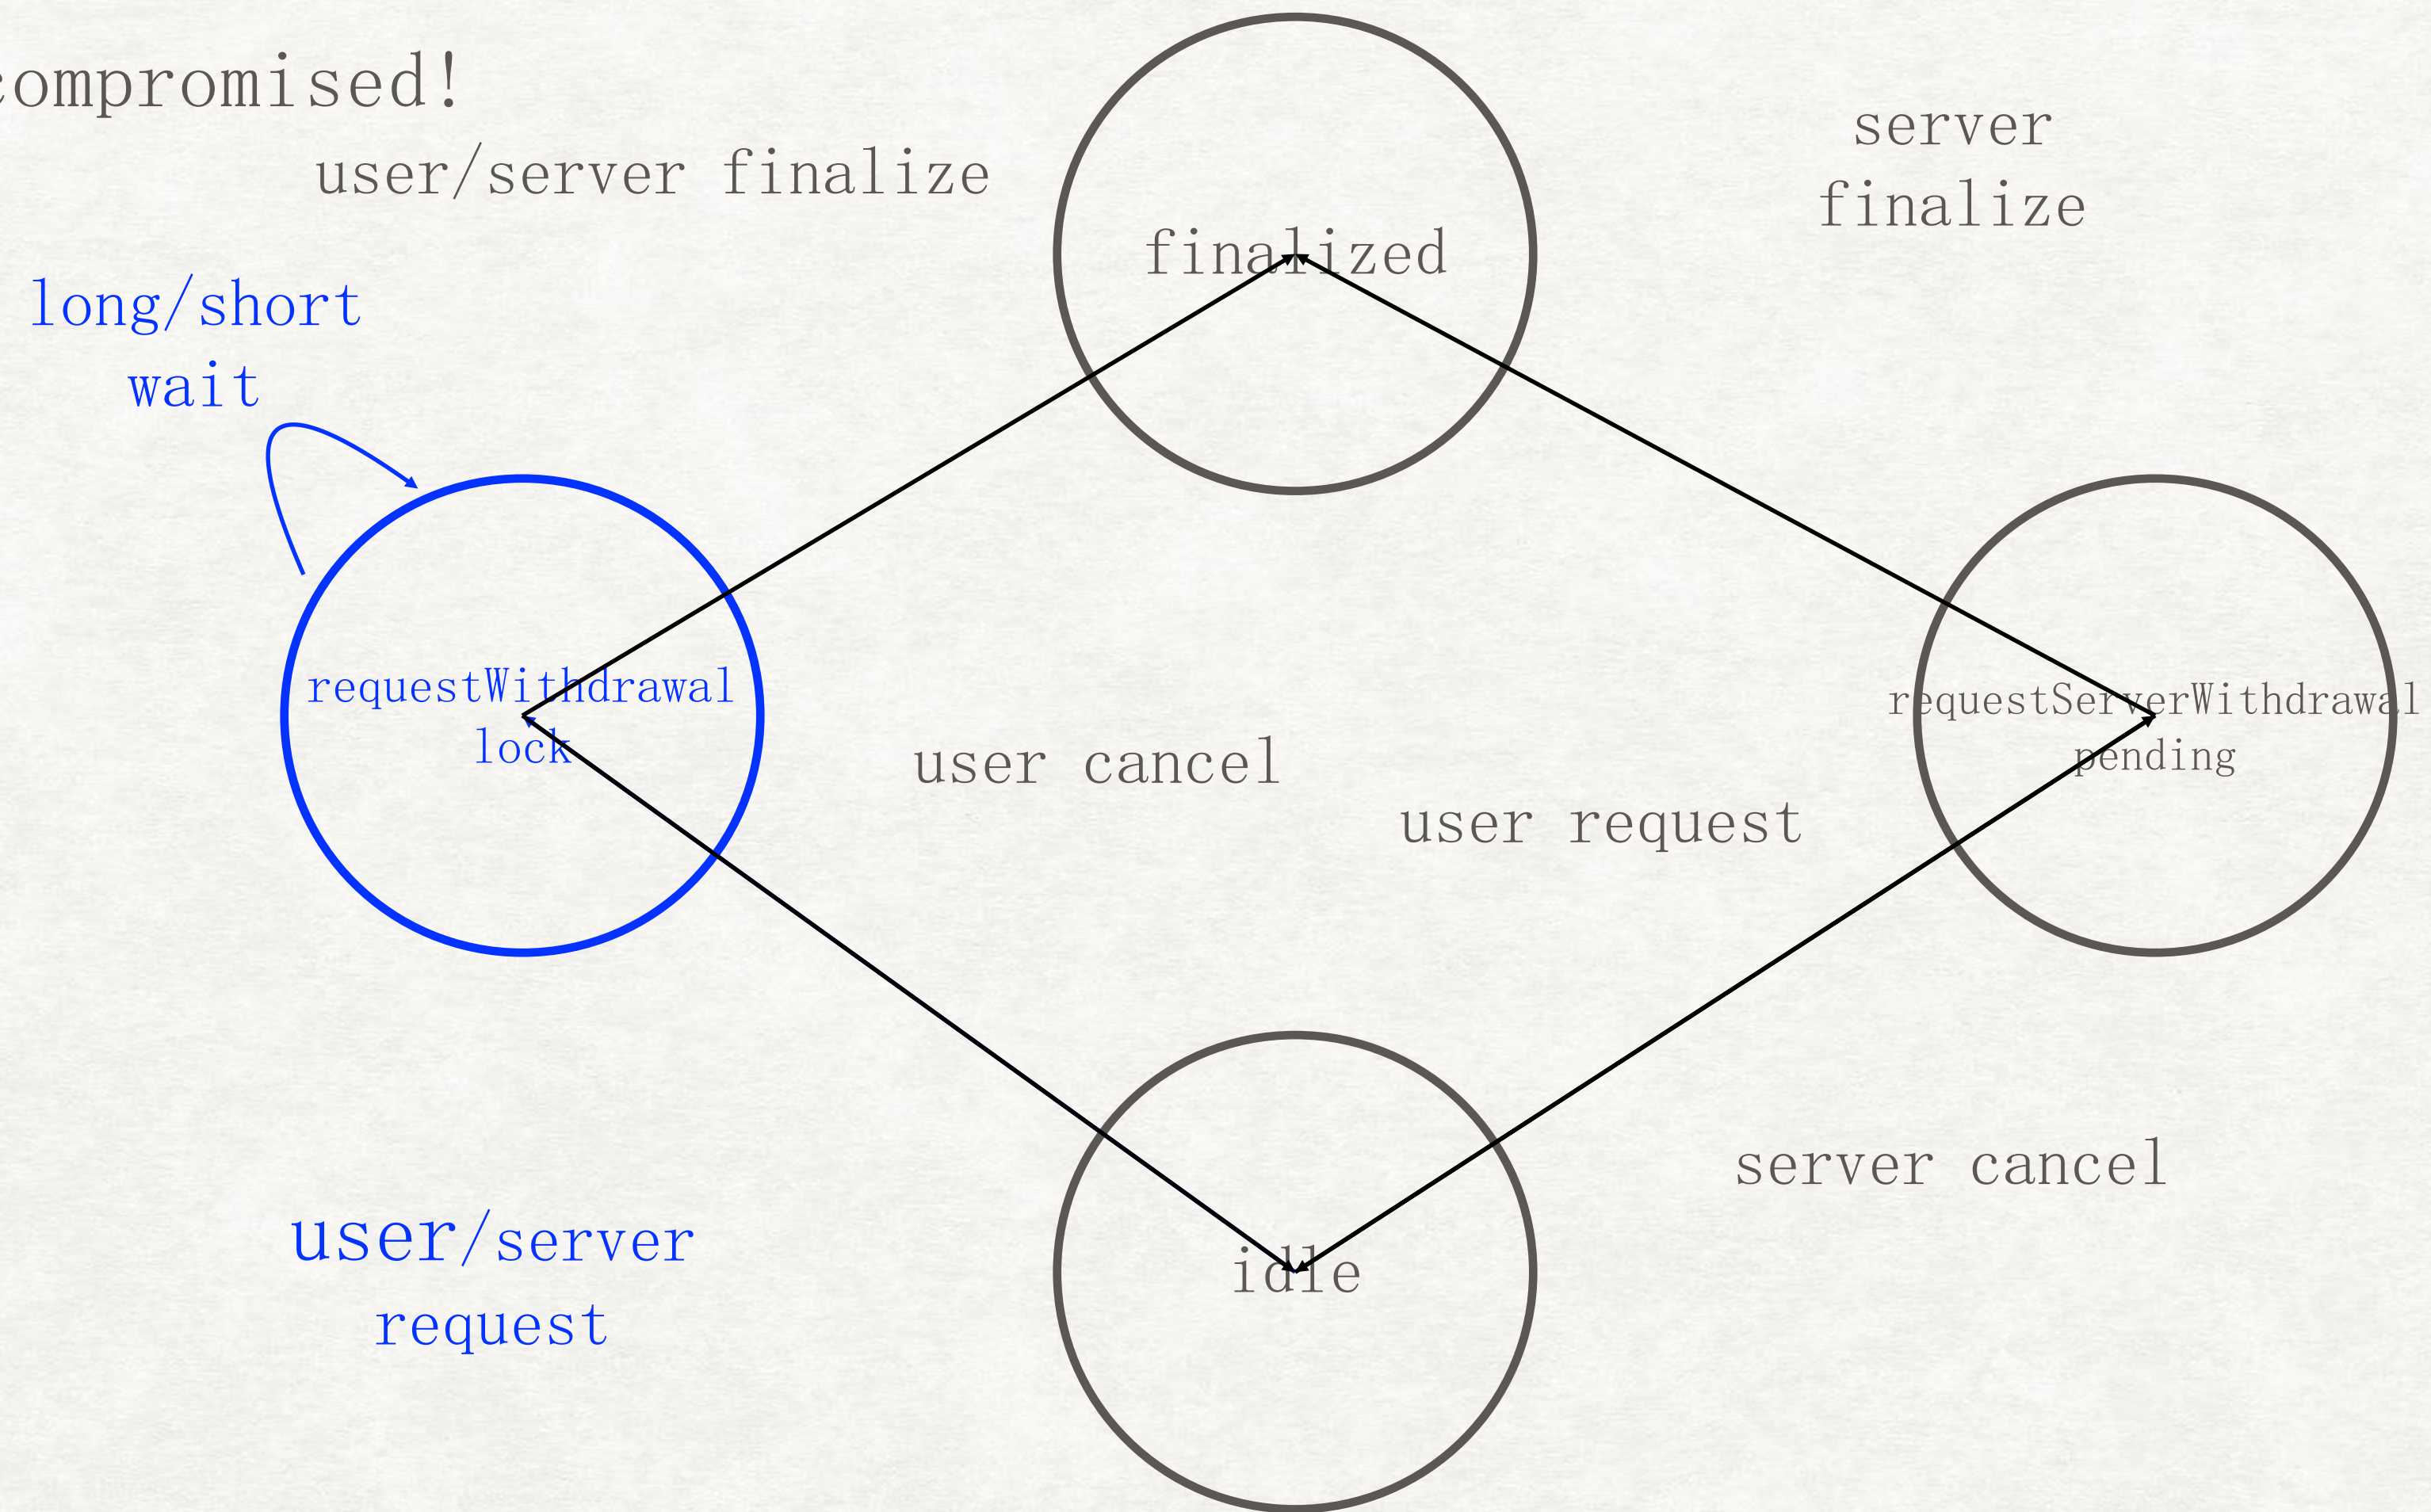 compromised!
user/server finalize
server
finalize
long/short
wait
finalized
requestWithdrawal
lock
requestServerWithdrawal
pending
user cancel
user request
server cancel
user/server
request
idle